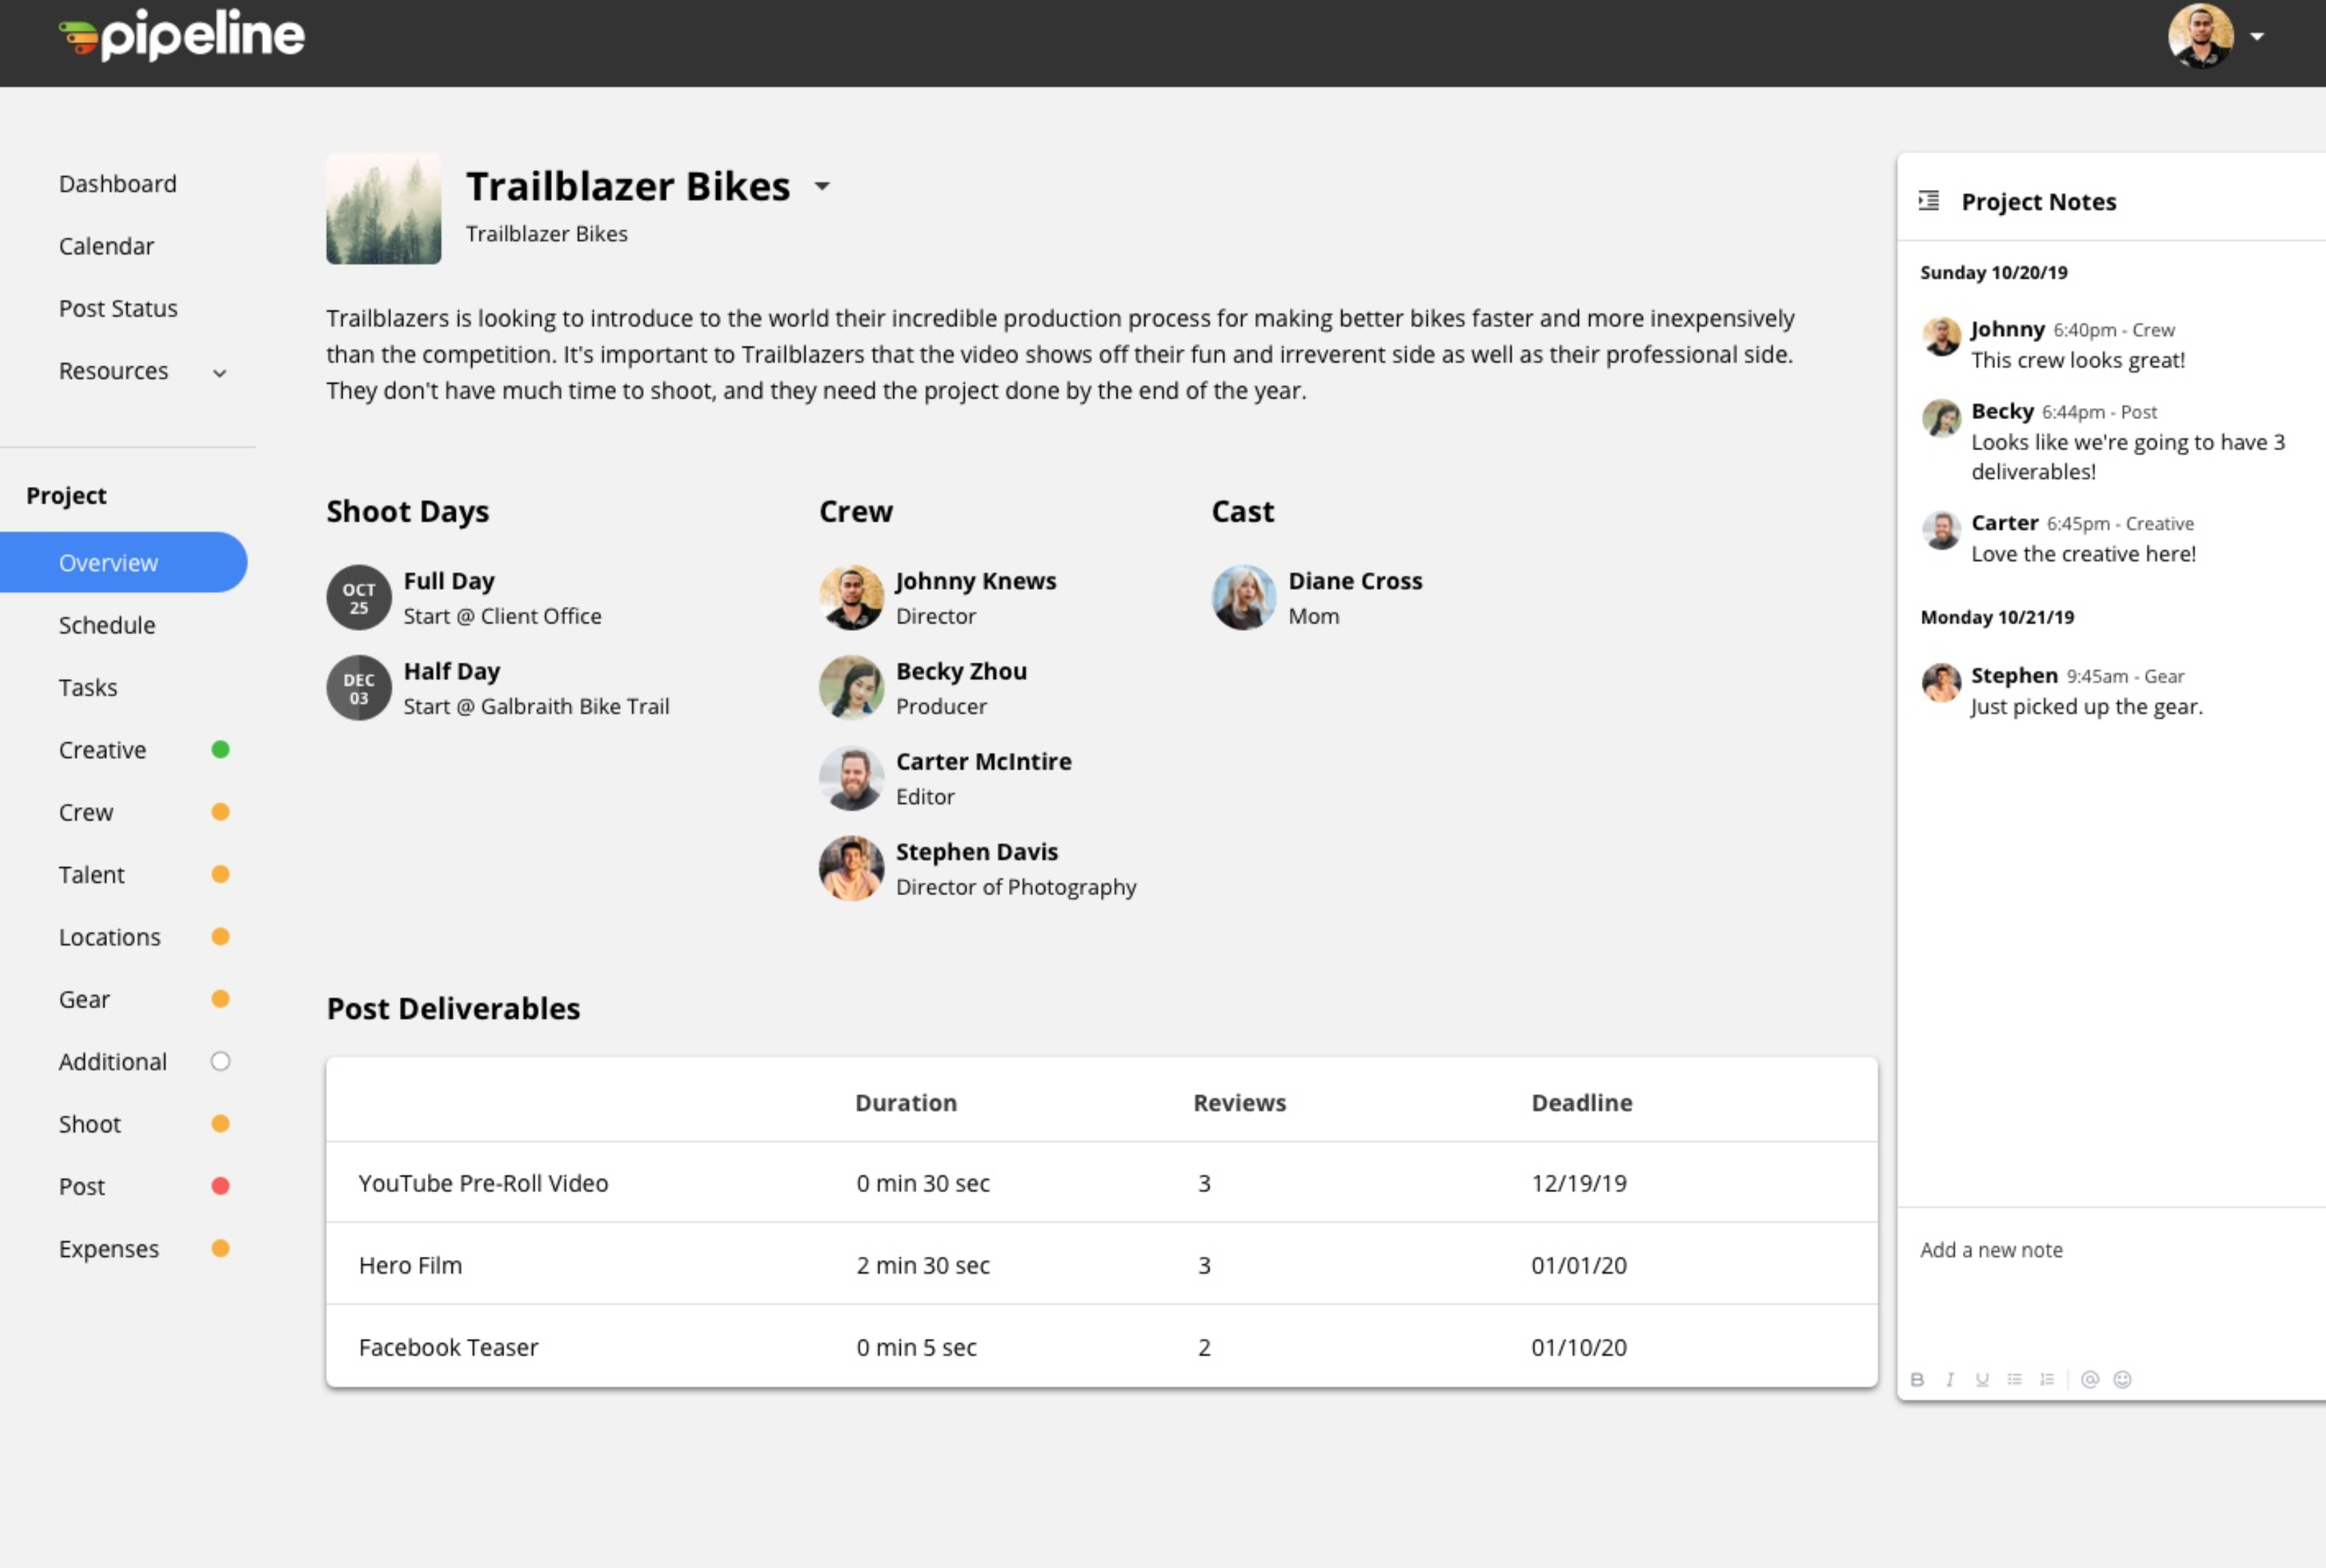 pipeline
Dashboard
Calendar
Post Status
Resources
Project
Overview
Schedule
Tasks
Creative
Crew
Talent
Locations
Gear
Additional
Shoot
Post
Expenses
Trailblazer Bikes
Trailblazer Bikes
Trailblazers is looking to introduce to the world their incredible production process for making better bikes faster and more inexpensively
than the competition. It's important to Trailblazers that the video shows off their fun and irreverent side as well as their professional side.
They don't have much time to shoot, and they need the project done by the end of the year.
Shoot Days
OCT
25
Full Day
Start @ Client Office
DEC
03
Half Day
Start @ Galbraith Bike Trail
Crew
Johnny Knews
Director
Becky Zhou
Producer
Carter McIntire
Editor
Stephen Davis
Director of Photography
Cast
Diane Cross
Mom
Post Deliverables
Duration Reviews Deadline
YouTube Pre-Roll Video 0 min 30 sec 3 12/19/19
Hero Film 2 min 30 sec 3 01/01/20
Facebook Teaser 0 min 5 sec 2 01/10/20
Project Notes
Sunday 10/20/19
Johnny 6:40pm - Crew
This crew looks great!
Becky 6:44pm - Post
Looks like we're going to have 3
deliverables!
Carter 6:45pm - Creative
Love the creative here!
Monday 10/21/19
Stephen 9:45am - Gear
Just picked up the gear.
Add a new note
B I U @